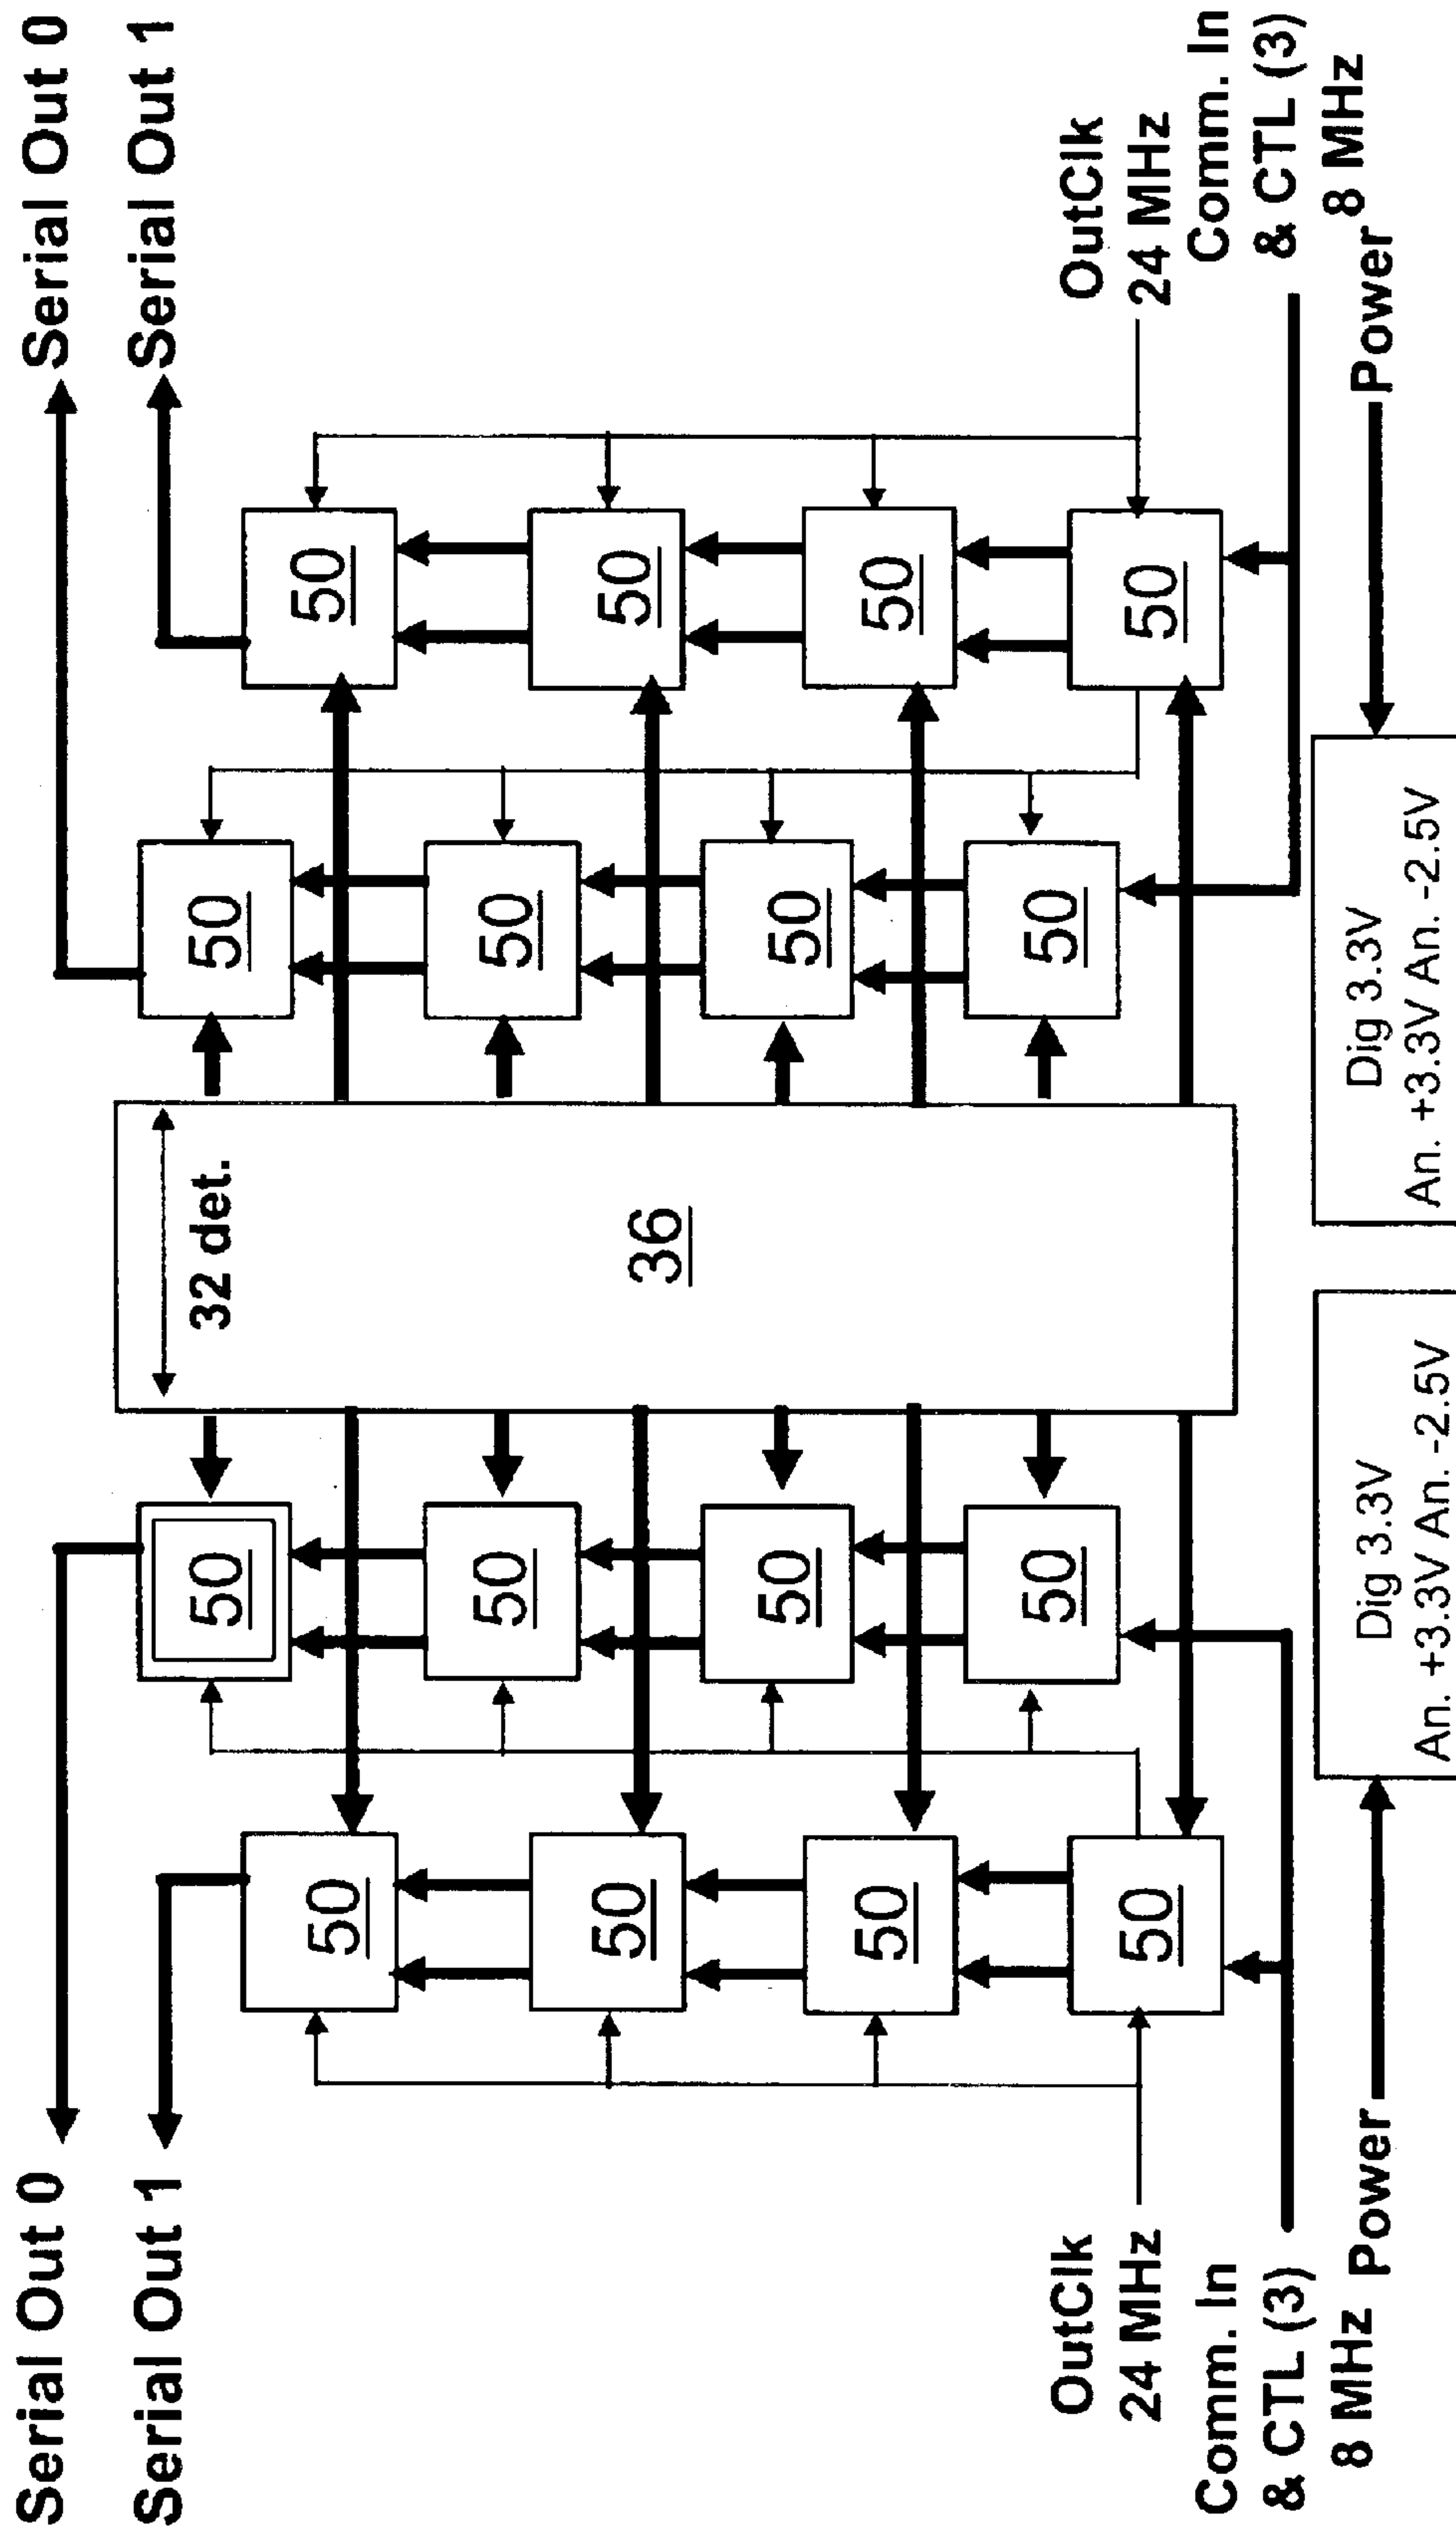 Serial Out 0
Serial Out 0
Serial Out 1
Serial Out 1
32 det.
50
50
50
50
50
50
50
50
36
50
50
50
50
50
50
50
50
OutClk
24 MHz
Comm. In
& CTL (3)
8 MHz
Power
OutClk
24 MHz
Comm. In
& CTL (3)
8 MHz
Power
Dig 3.3V
An. +3.3V An. -2.5V
Dig 3.3V
An. +3.3V An. -2.5V